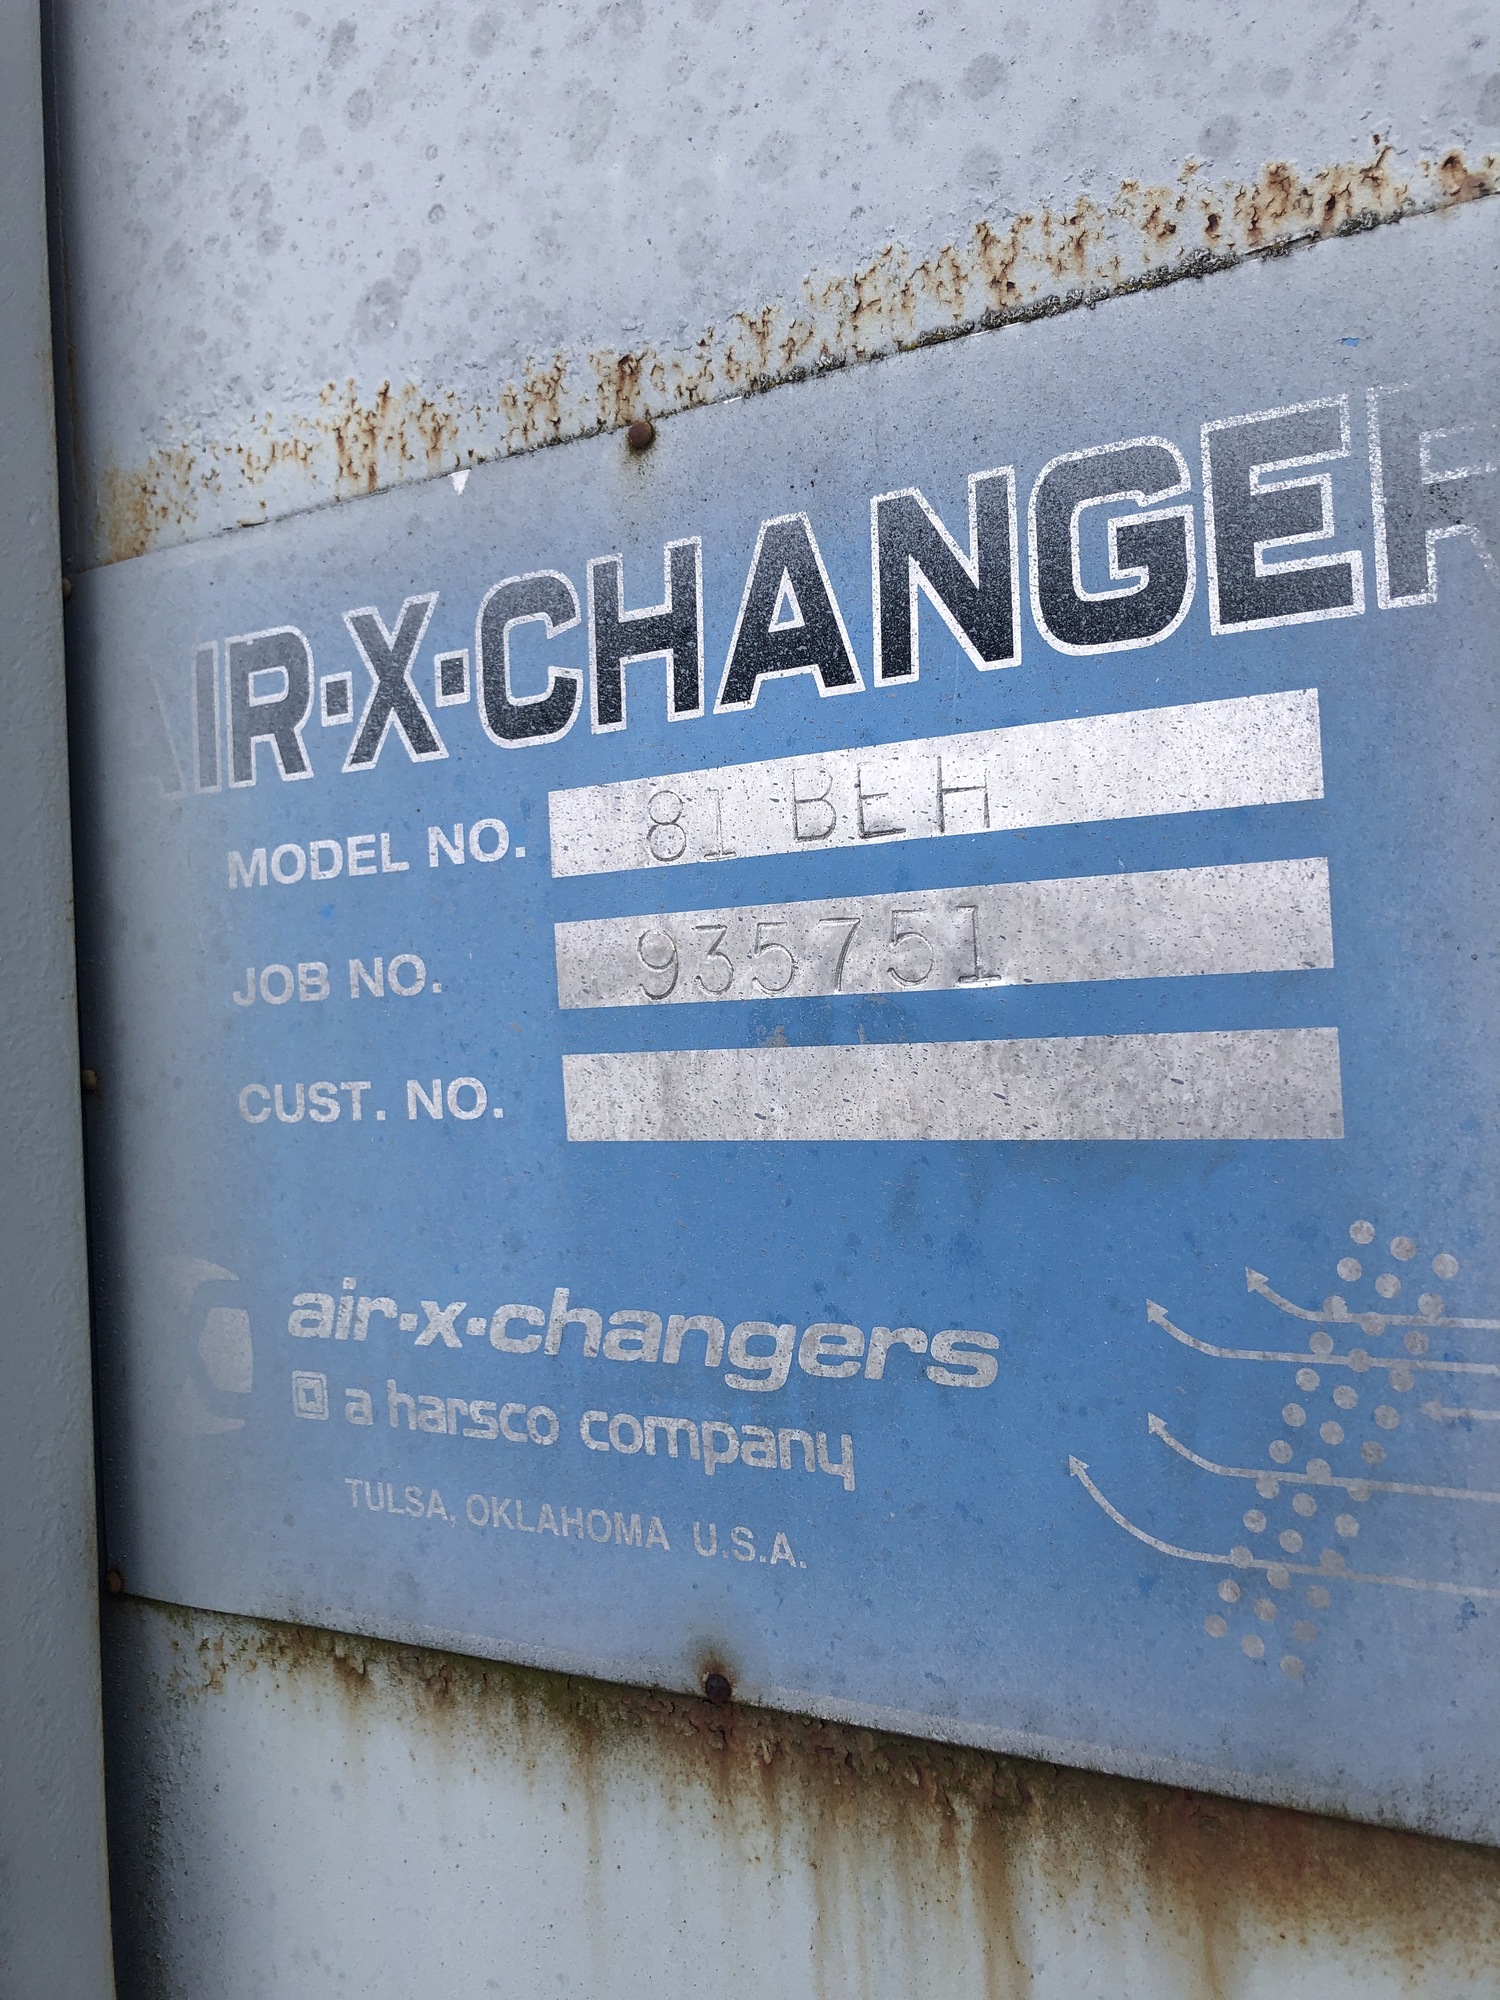 AIR·X·CHANGER
MODEL NO. 81 BEH
JOB NO. 935751
CUST. NO.
air·x·changers
a harsco company
TULSA, OKLAHOMA U.S.A.